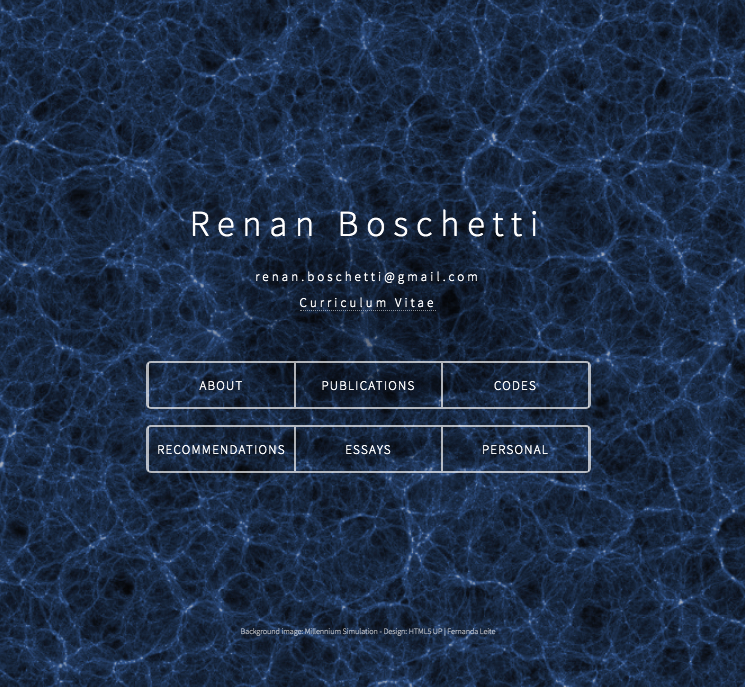 Renan Boschetti
renan.boschetti@gmail.com
Curriculum Vitae
ABOUT PUBLICATIONS CODES
RECOMMENDATIONS ESSAYS PERSONAL
Background Image: Millennium Simulation - Design: HTML5 UP | Fernanda Leite